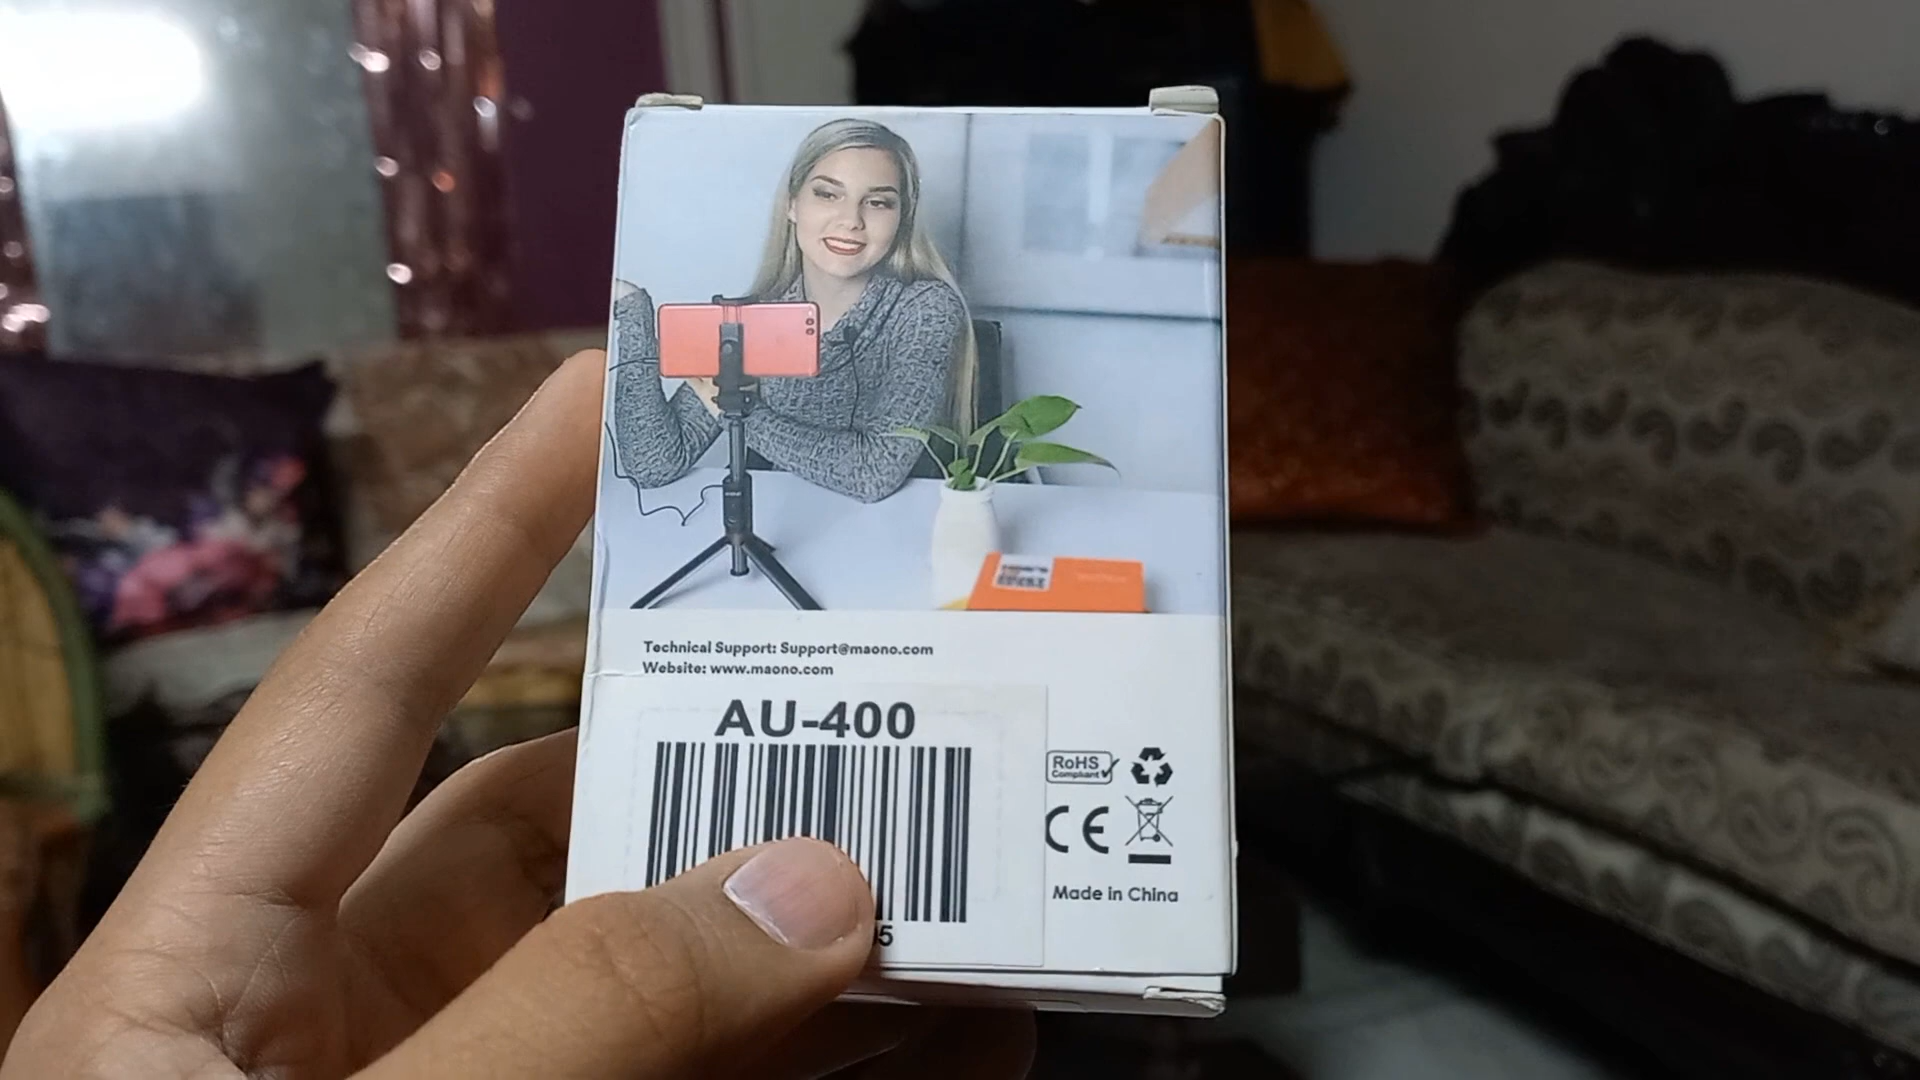 Technical Support: Support@maono.com
Website: www.maono.com
AU-400
RoHS
Compliant
CE
Made in China